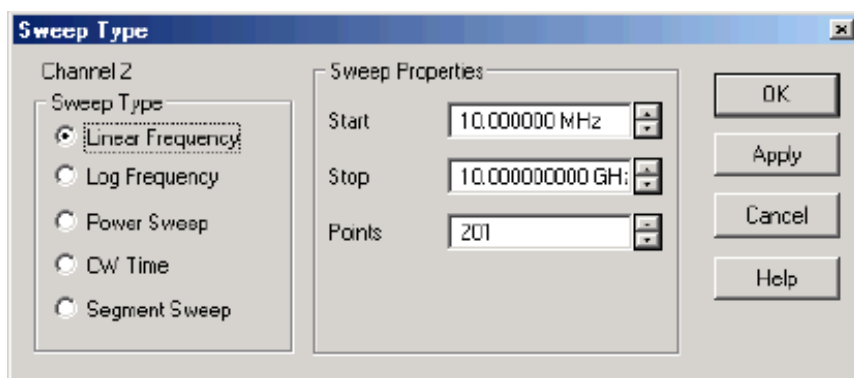 Sweep Type
Channel 2
Sweep Type
Linear Frequency
Log Frequency
Power Sweep
CW Time
Segment Sweep
Sweep Properties
Start 10.000000 MHz
Stop 10.000000000 GHz
Points 201
OK
Apply
Cancel
Help